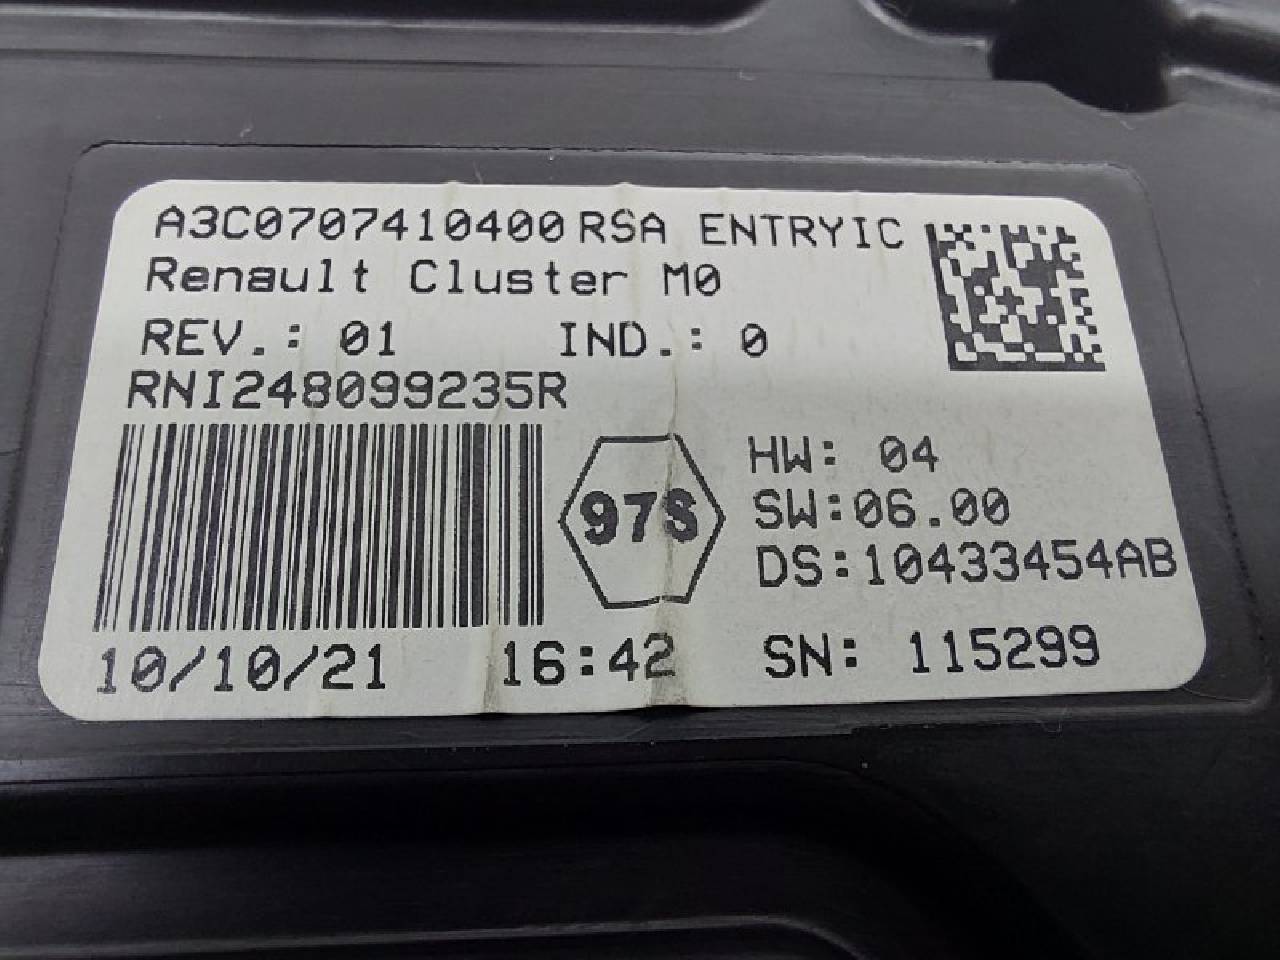 A3C0707410400 RSA ENTRYIC
Renault Cluster M0
REV.: 01 IND.: 0
RNI248099235R
97S
HW: 04
SW:06.00
DS:10433454AB
10/10/21 16:42 SN: 115299